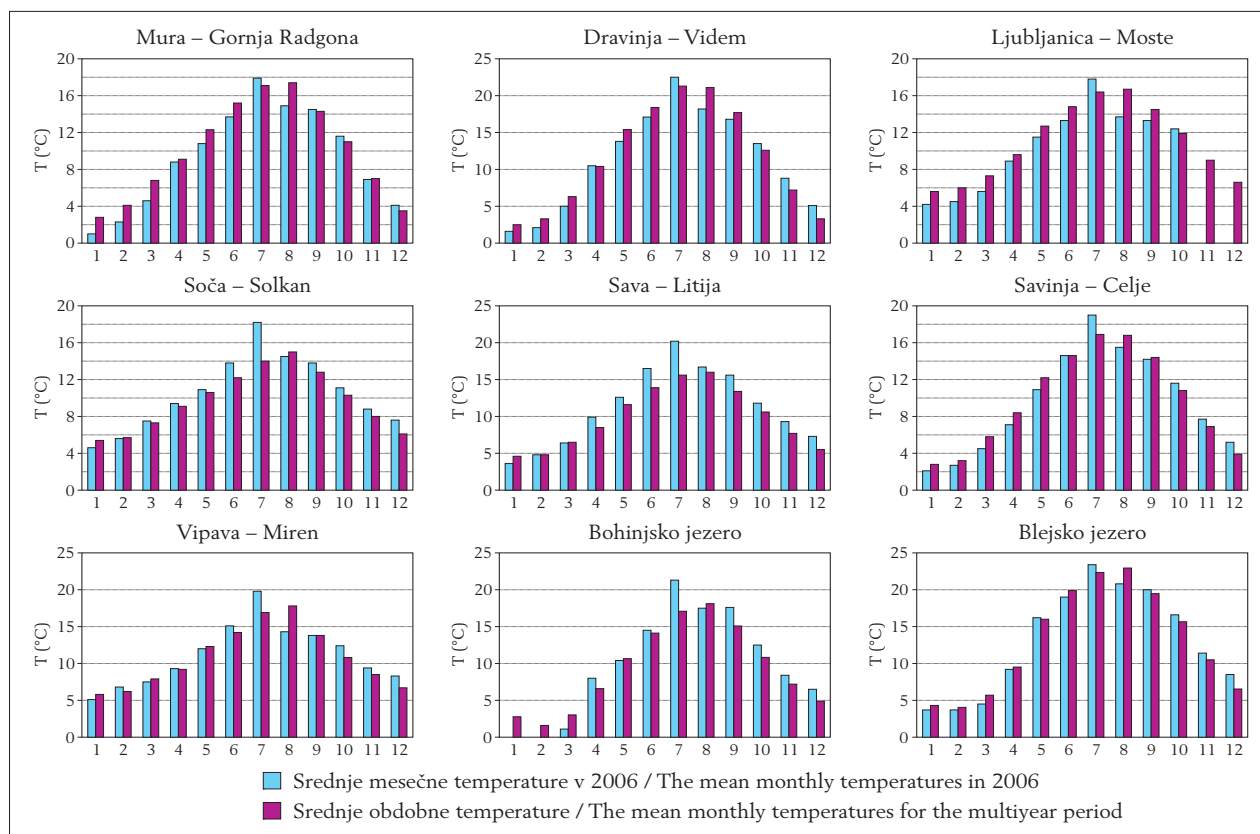 Mura – Gornja Radgona
T (°C)
20
16
12
8
4
0
1 2 3 4 5 6 7 8 9 10 11 12
Dravinja – Videm
T (°C)
25
20
15
10
5
0
1 2 3 4 5 6 7 8 9 10 11 12
Ljubljanica – Moste
T (°C)
20
16
12
8
4
0
1 2 3 4 5 6 7 8 9 10 11 12
Soča – Solkan
T (°C)
20
16
12
8
4
0
1 2 3 4 5 6 7 8 9 10 11 12
Sava – Litija
T (°C)
25
20
15
10
5
0
1 2 3 4 5 6 7 8 9 10 11 12
Savinja – Celje
T (°C)
20
16
12
8
4
0
1 2 3 4 5 6 7 8 9 10 11 12
Vipava – Miren
T (°C)
25
20
15
10
5
0
1 2 3 4 5 6 7 8 9 10 11 12
Bohinjsko jezero
T (°C)
25
20
15
10
5
0
1 2 3 4 5 6 7 8 9 10 11 12
Blejsko jezero
T (°C)
25
20
15
10
5
0
1 2 3 4 5 6 7 8 9 10 11 12
Srednje mesečne temperature v 2006 / The mean monthly temperatures in 2006
Srednje obdobne temperature / The mean monthly temperatures for the multiyear period